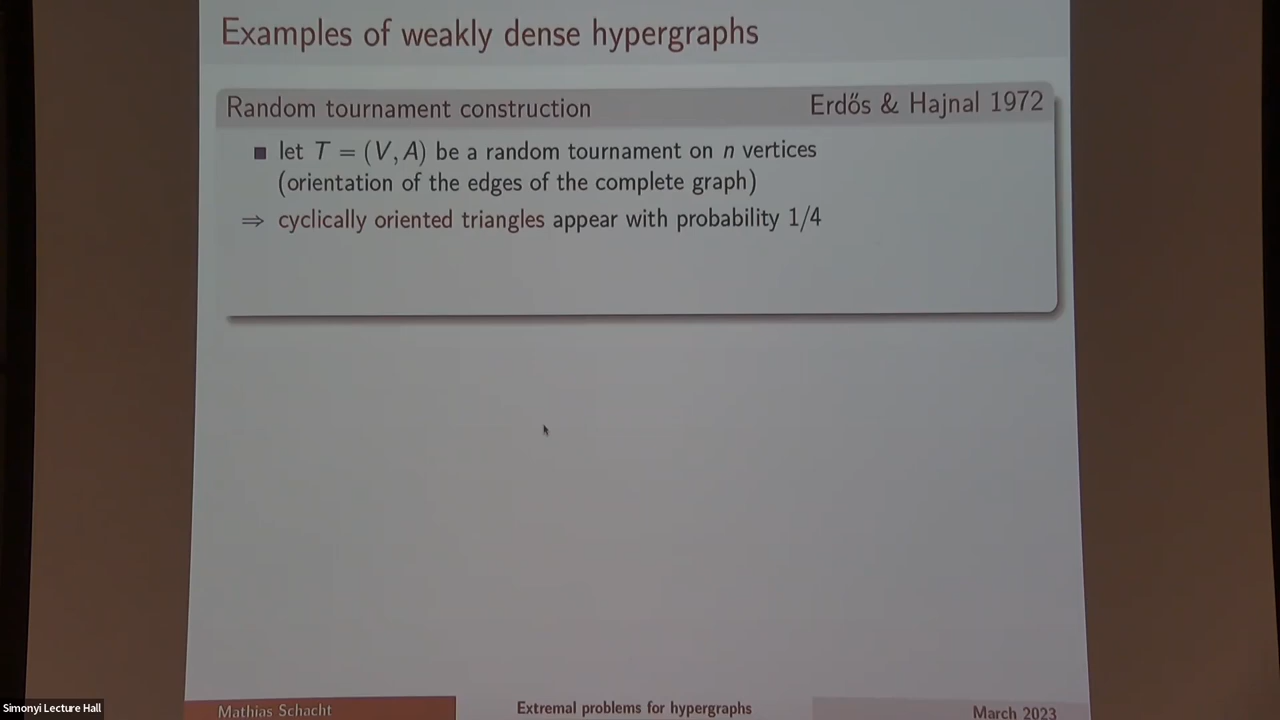 Examples of weakly dense hypergraphs
Random tournament construction Erdős & Hajnal 1972
let T = (V, A) be a random tournament on n vertices
(orientation of the edges of the complete graph)
⇒ cyclically oriented triangles appear with probability 1/4
Simonyi Lecture Hall
Mathias Schacht Extremal problems for hypergraphs March 2023